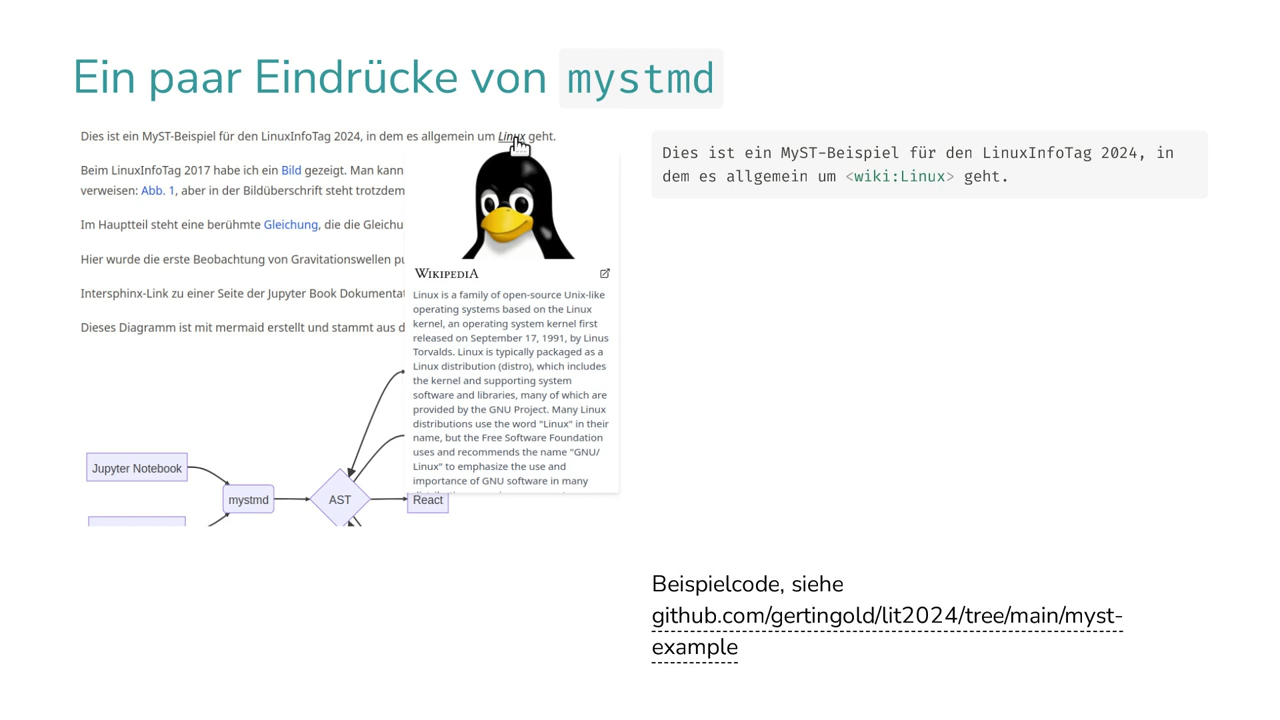 Ein paar Eindrücke von mystmd
Dies ist ein MyST-Beispiel für den LinuxInfoTag 2024, in dem es allgemein um Linux geht.
Beim LinuxInfoTag 2017 habe ich ein Bild gezeigt. Man kann
verweisen: Abb. 1, aber in der Bildüberschrift steht trotzdem
Im Hauptteil steht eine berühmte Gleichung, die die Gleichu
Hier wurde die erste Beobachtung von Gravitationswellen pu
Intersphinx-Link zu einer Seite der Jupyter Book Dokumentat
Dieses Diagramm ist mit mermaid erstellt und stammt aus d
WIKIPEDIA
Linux is a family of open-source Unix-like
operating systems based on the Linux
kernel, an operating system kernel first
released on September 17, 1991, by Linus
Torvalds. Linux is typically packaged as a
Linux distribution (distro), which includes
the kernel and supporting system
software and libraries, many of which are
provided by the GNU Project. Many Linux
distributions use the word "Linux" in their
name, but the Free Software Foundation
uses and recommends the name "GNU/
Linux" to emphasize the use and
importance of GNU software in many
Jupyter Notebook
mystmd
AST
React
Dies ist ein MyST-Beispiel für den LinuxInfoTag 2024, in
dem es allgemein um <wiki:Linux> geht.
Beispielcode, siehe
github.com/gertingold/lit2024/tree/main/myst-
example